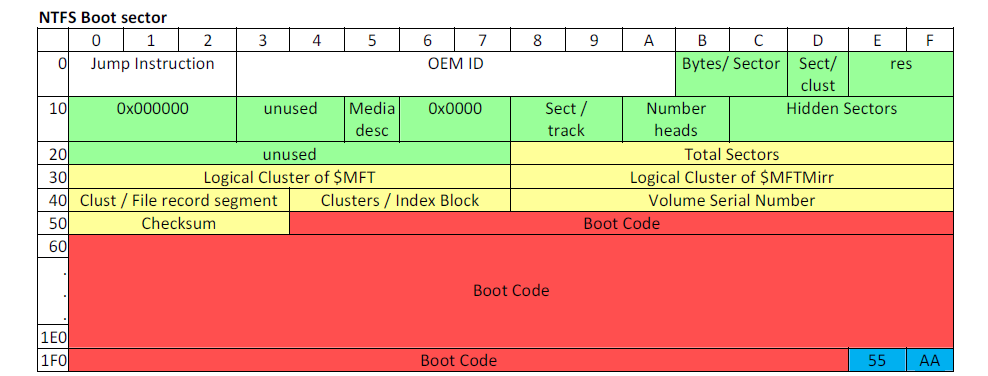 NTFS Boot sector
0 1 2 3 4 5 6 7 8 9 A B C D E F
0 Jump Instruction OEM ID Bytes/ Sector Sect/ clust res
10 0x000000 unused Media desc 0x0000 Sect / track Number heads Hidden Sectors
20 unused Total Sectors
30 Logical Cluster of $MFT Logical Cluster of $MFTMirr
40 Clust / File record segment Clusters / Index Block Volume Serial Number
50 Checksum Boot Code
60
.
.
Boot Code
.
1E0
1F0 Boot Code 55 AA